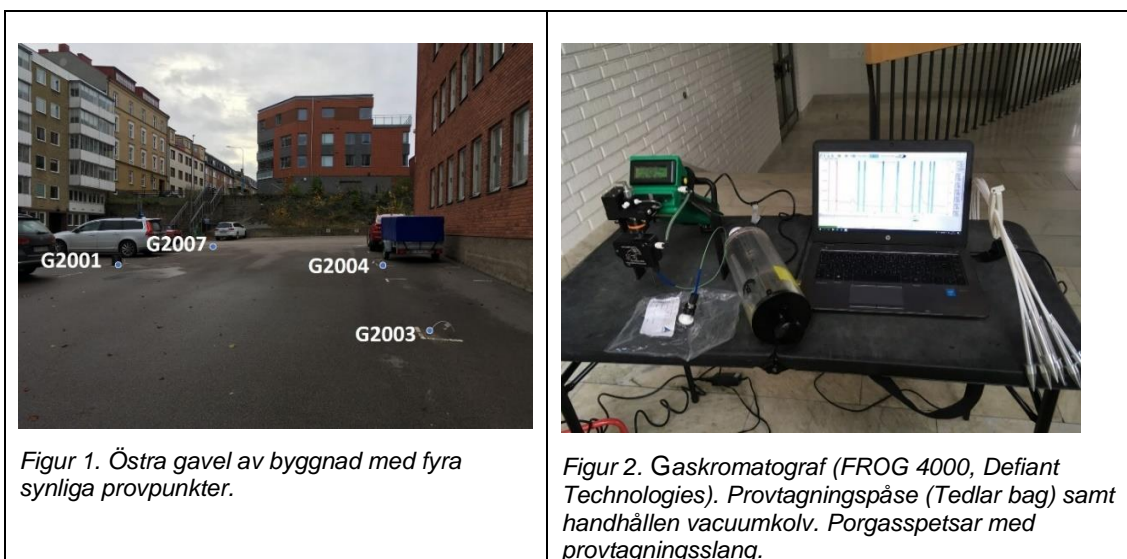 G2001
G2007
G2004
G2003
Figur 1. Östra gavel av byggnad med fyra
synliga provpunkter.
Figur 2. Gaskromatograf (FROG 4000, Defiant
Technologies). Provtagningspåse (Tedlar bag) samt
handhållen vacuumkolv. Porgasspetsar med
provtagningsslang.